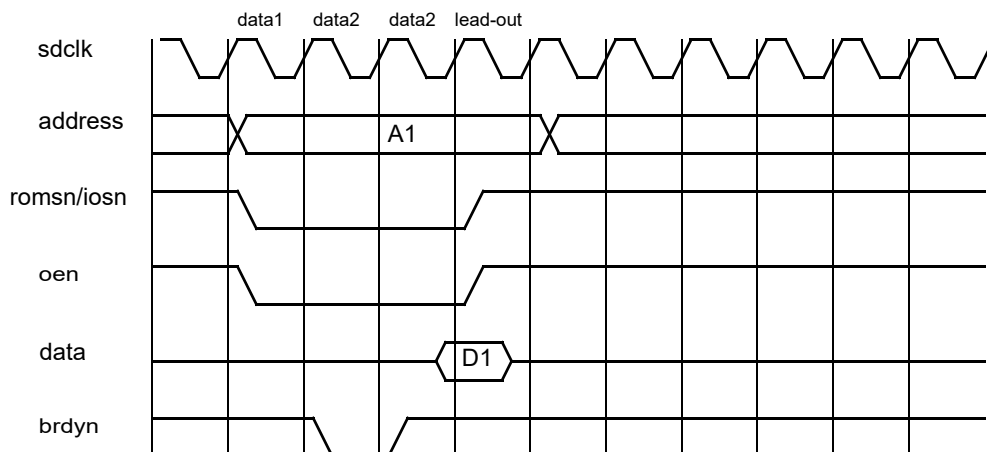 data1 data2 data2 lead-out
sdclk
address
A1
romsn/iosn
oen
data
D1
brdyn